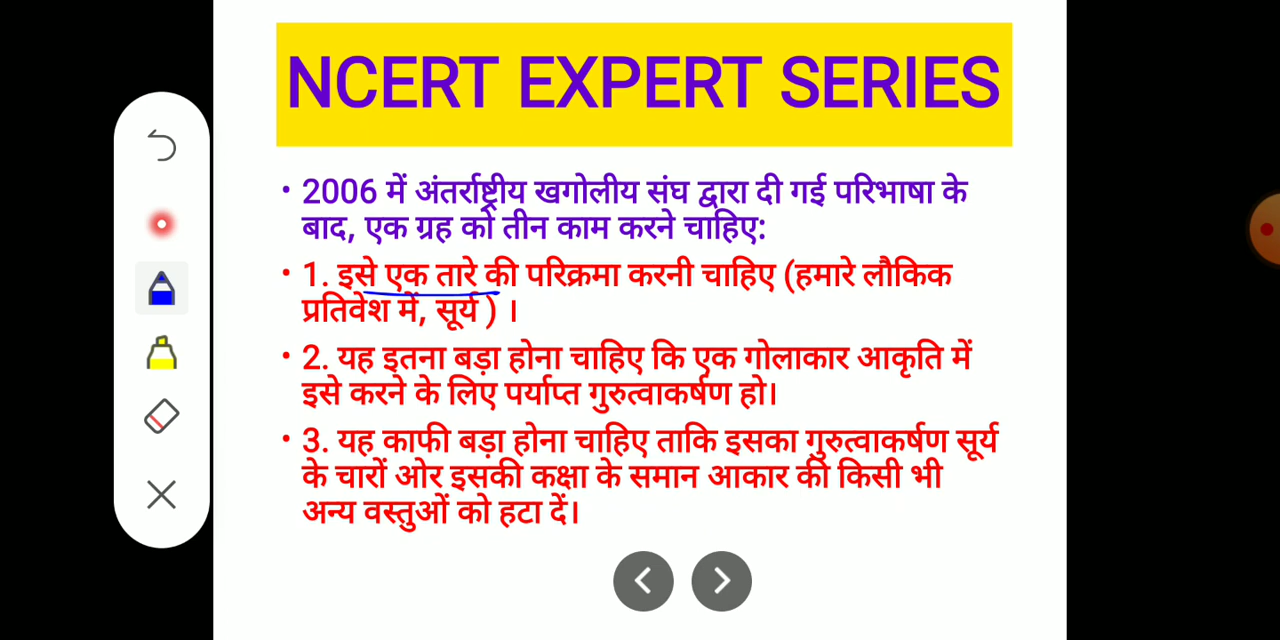 NCERT EXPERT SERIES
• 2006 में अंतर्राष्ट्रीय खगोलीय संघ द्वारा दी गई परिभाषा के
बाद, एक ग्रह को तीन काम करने चाहिए:
• 1. इसे एक तारे की परिक्रमा करनी चाहिए (हमारे लौकिक
प्रतिवेश में, सूर्य ) ।
• 2. यह इतना बड़ा होना चाहिए कि एक गोलाकार आकृति में
इसे करने के लिए पर्याप्त गुरुत्वाकर्षण हो।
• 3. यह काफी बड़ा होना चाहिए ताकि इसका गुरुत्वाकर्षण सूर्य
के चारों ओर इसकी कक्षा के समान आकार की किसी भी
अन्य वस्तुओं को हटा दें।